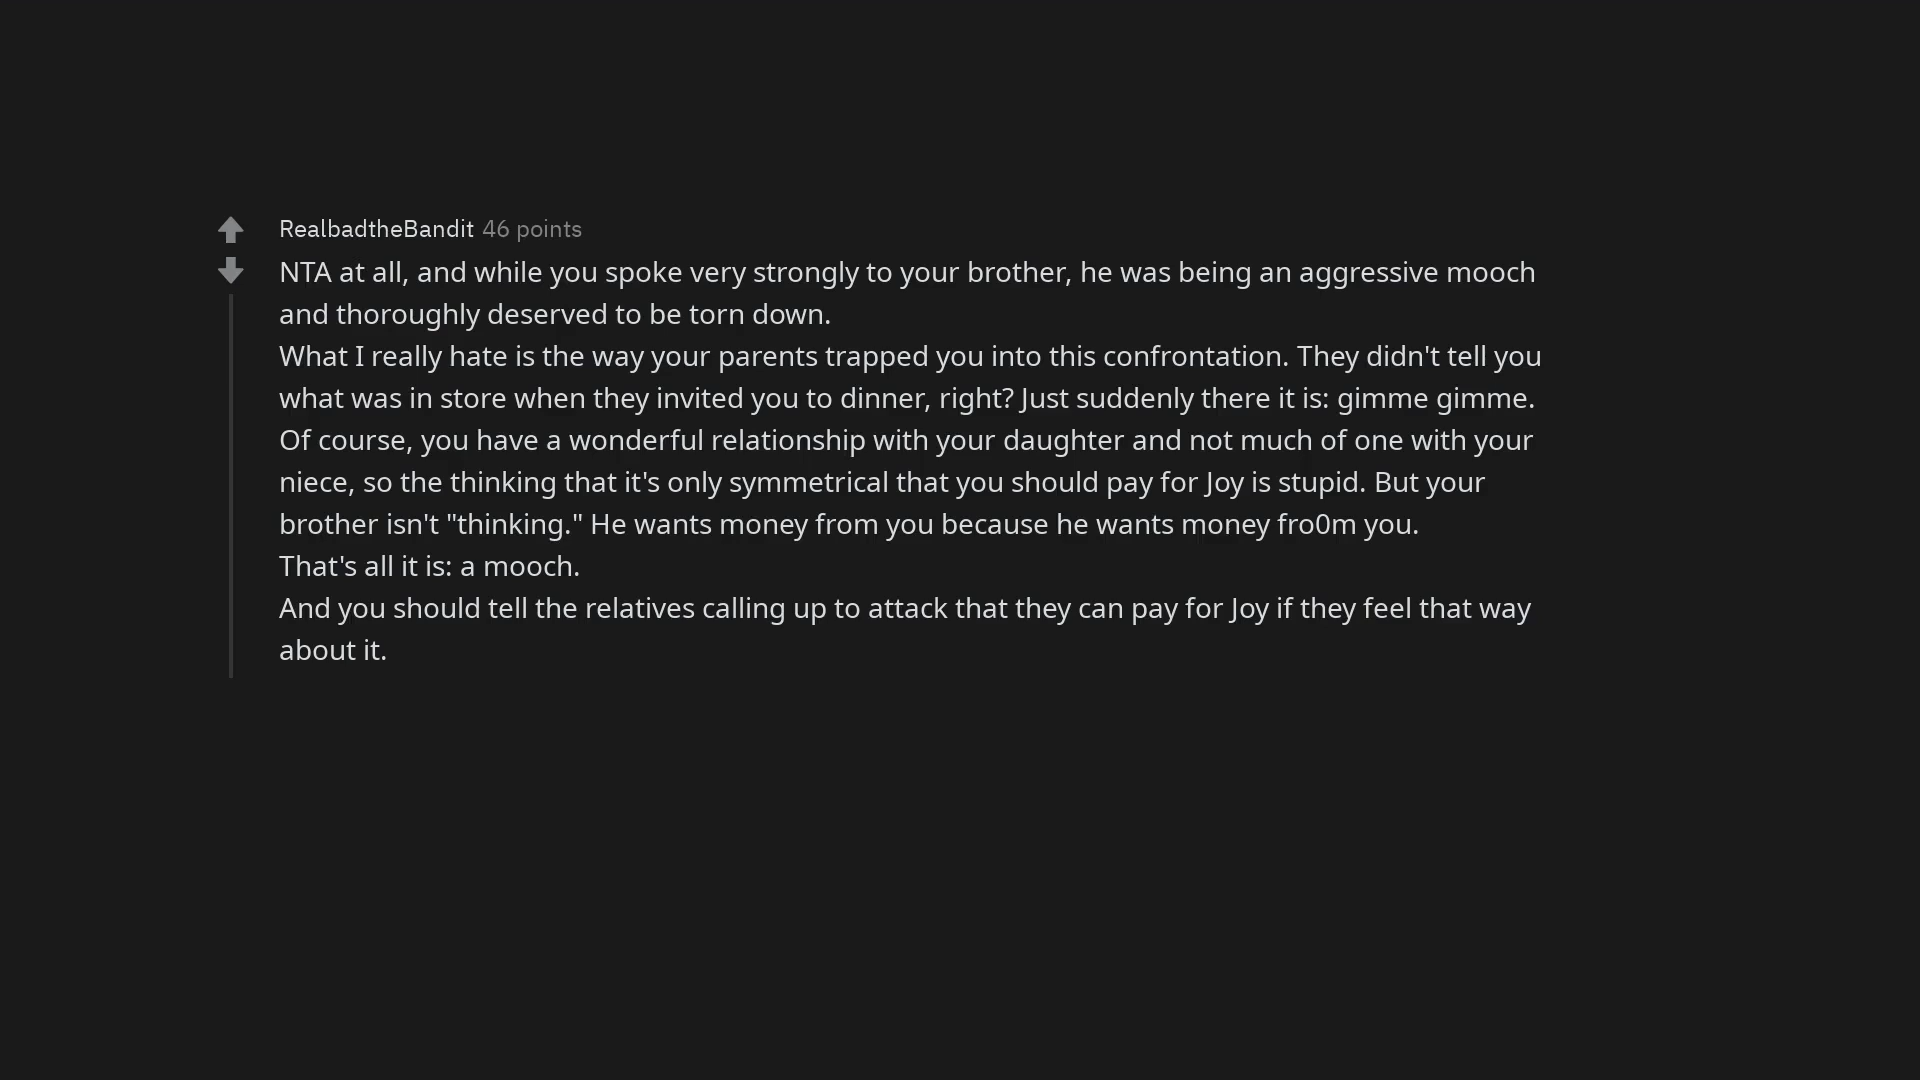 RealbadtheBandit 46 points
NTA at all, and while you spoke very strongly to your brother, he was being an aggressive mooch
and thoroughly deserved to be torn down.
What I really hate is the way your parents trapped you into this confrontation. They didn't tell you
what was in store when they invited you to dinner, right? Just suddenly there it is: gimme gimme.
Of course, you have a wonderful relationship with your daughter and not much of one with your
niece, so the thinking that it's only symmetrical that you should pay for Joy is stupid. But your
brother isn't "thinking." He wants money from you because he wants money fro0m you.
That's all it is: a mooch.
And you should tell the relatives calling up to attack that they can pay for Joy if they feel that way
about it.